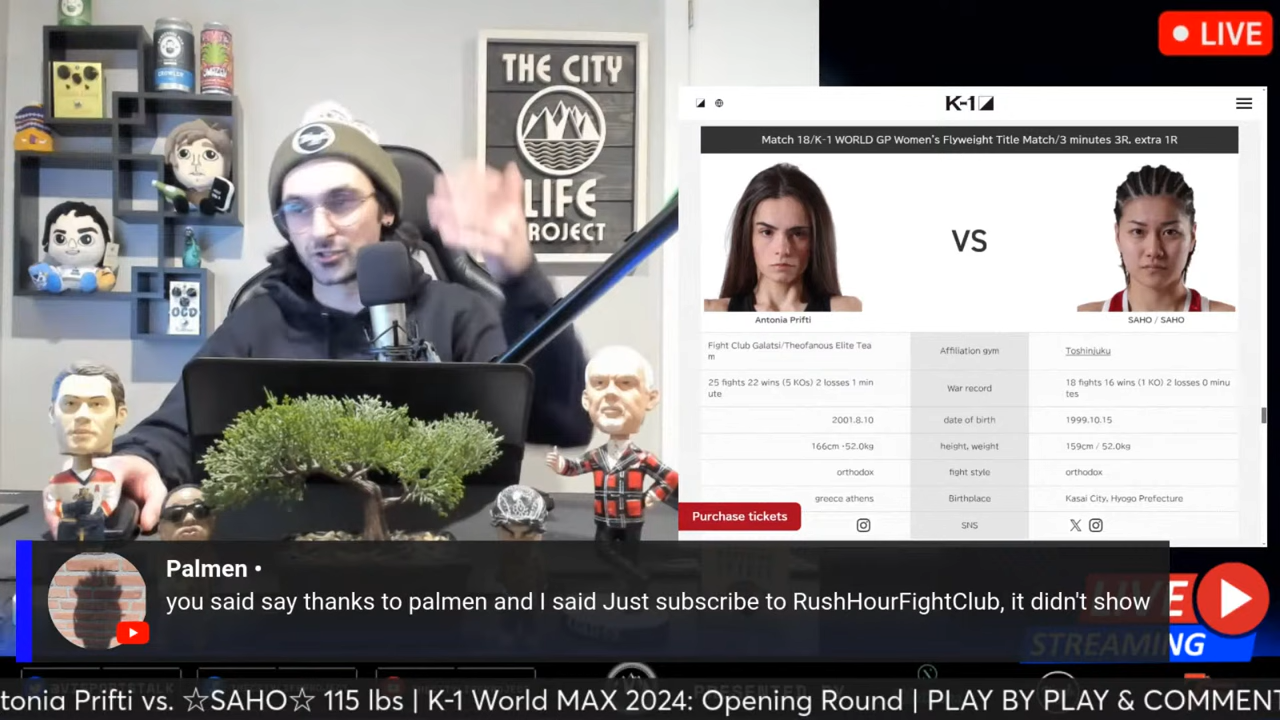 LIVE
THE CITY
LIFE
PROJECT
CROWLER
OCD
K-1
Match 18/K-1 WORLD GP Women's Flyweight Title Match/3 minutes 3R. extra 1R
VS
Antonia Prifti
SAHO / SAHO
Fight Club Galatsi/Theofanous Elite Tea
m
Affiliation gym
Toshinjuku
25 fights 22 wins (5 KOs) 2 losses 1 min
ute
War record
18 fights 16 wins (1 KO) 2 losses 0 minu
tes
2001.8.10
date of birth
1999.10.15
166cm -52.0kg
height, weight
159cm / 52.0kg
orthodox
fight style
orthodox
greece athens
Birthplace
Kasai City, Hyogo Prefecture
Purchase tickets
SNS
Palmen •
you said say thanks to palmen and I said Just subscribe to RushHourFightClub, it didn't show
STREAMING
tonia Prifti vs. ☆SAHO☆ 115 lbs | K-1 World MAX 2024: Opening Round | PLAY BY PLAY & COMMENT